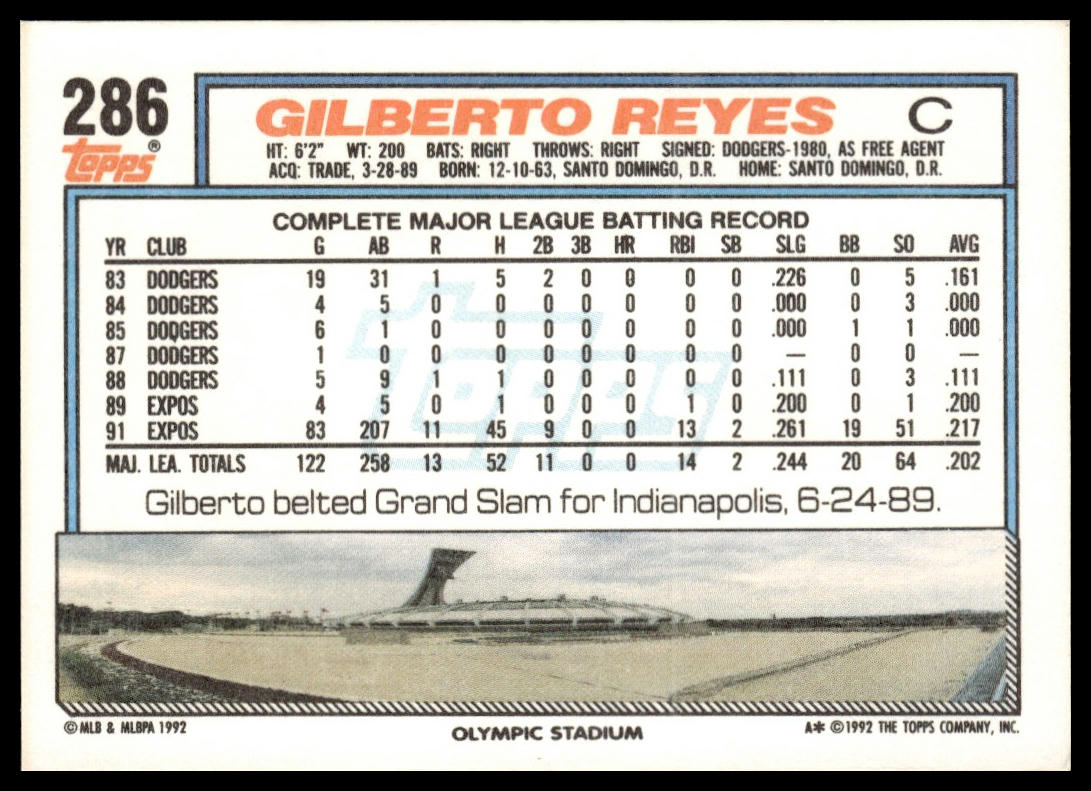 286
topps®
GILBERTO REYES C
HT: 6'2" WT: 200 BATS: RIGHT THROWS: RIGHT SIGNED: DODGERS-1980, AS FREE AGENT
ACQ: TRADE, 3-28-89 BORN: 12-10-63, SANTO DOMINGO, D.R. HOME: SANTO DOMINGO, D.R.
COMPLETE MAJOR LEAGUE BATTING RECORD
YR CLUB G AB R H 2B 3B HR RBI SB SLG BB SO AVG
83 DODGERS 19 31 1 5 2 0 0 0 0 .226 0 5 .161
84 DODGERS 4 5 0 0 0 0 0 0 0 .000 0 3 .000
85 DODGERS 6 1 0 0 0 0 0 0 0 .000 1 1 .000
87 DODGERS 1 0 0 0 0 0 0 0 0 — 0 0 —
88 DODGERS 5 9 1 1 0 0 0 0 0 .111 0 3 .111
89 EXPOS 4 5 0 1 0 0 0 1 0 .200 0 1 .200
91 EXPOS 83 207 11 45 9 0 0 13 2 .261 19 51 .217
MAJ. LEA. TOTALS 122 258 13 52 11 0 0 14 2 .244 20 64 .202
topps
Gilberto belted Grand Slam for Indianapolis, 6-24-89.
© MLB & MLBPA 1992
OLYMPIC STADIUM
A* © 1992 THE TOPPS COMPANY, INC.